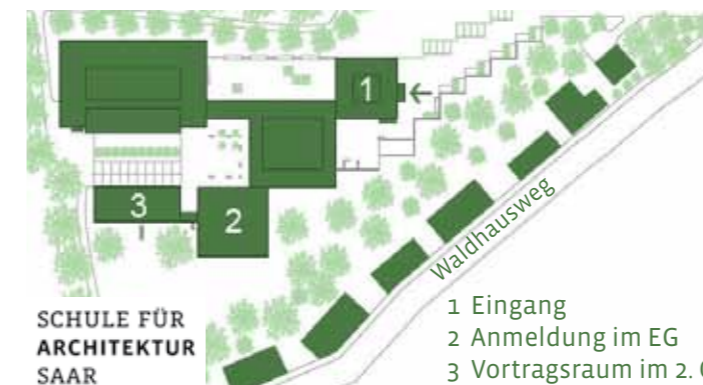 1
3
2
Waldhausweg
SCHULE FÜR
ARCHITEKTUR
SAAR
1 Eingang
2 Anmeldung im EG
3 Vortragsraum im 2.